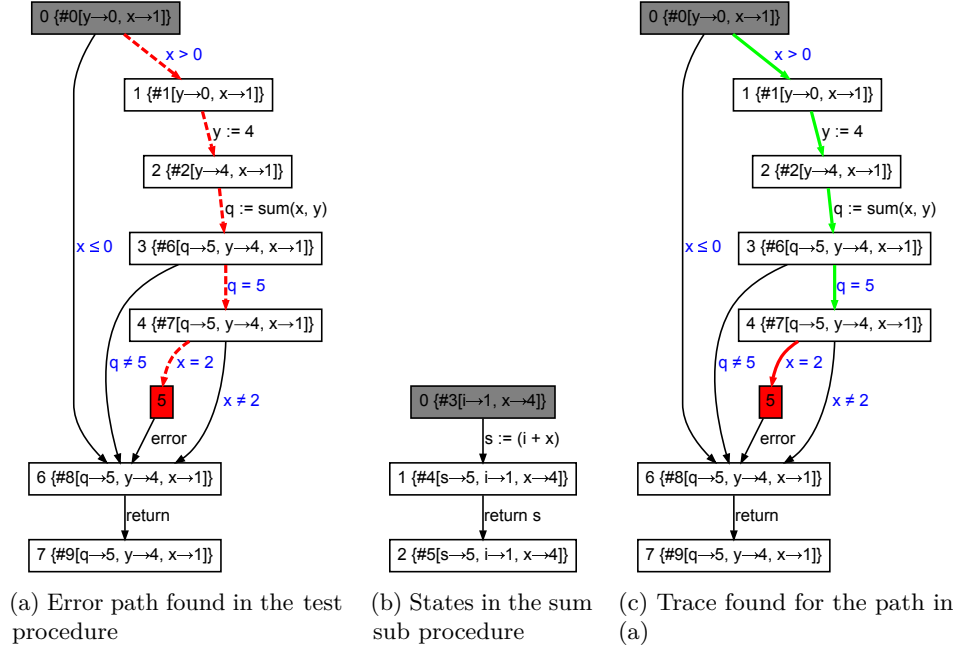 0 {#0[y→0, x→1]}
x > 0
1 {#1[y→0, x→1]}
y := 4
2 {#2[y→4, x→1]}
q := sum(x, y)
x ≤ 0
3 {#6[q→5, y→4, x→1]}
q = 5
4 {#7[q→5, y→4, x→1]}
q ≠ 5
x = 2
x ≠ 2
5
error
6 {#8[q→5, y→4, x→1]}
return
7 {#9[q→5, y→4, x→1]}
(a) Error path found in the test
procedure
0 {#3[i→1, x→4]}
s := (i + x)
1 {#4[s→5, i→1, x→4]}
return s
2 {#5[s→5, i→1, x→4]}
(b) States in the sum
sub procedure
0 {#0[y→0, x→1]}
x > 0
1 {#1[y→0, x→1]}
y := 4
2 {#2[y→4, x→1]}
q := sum(x, y)
x ≤ 0
3 {#6[q→5, y→4, x→1]}
q = 5
4 {#7[q→5, y→4, x→1]}
q ≠ 5
x = 2
x ≠ 2
5
error
6 {#8[q→5, y→4, x→1]}
return
7 {#9[q→5, y→4, x→1]}
(c) Trace found for the path in
(a)